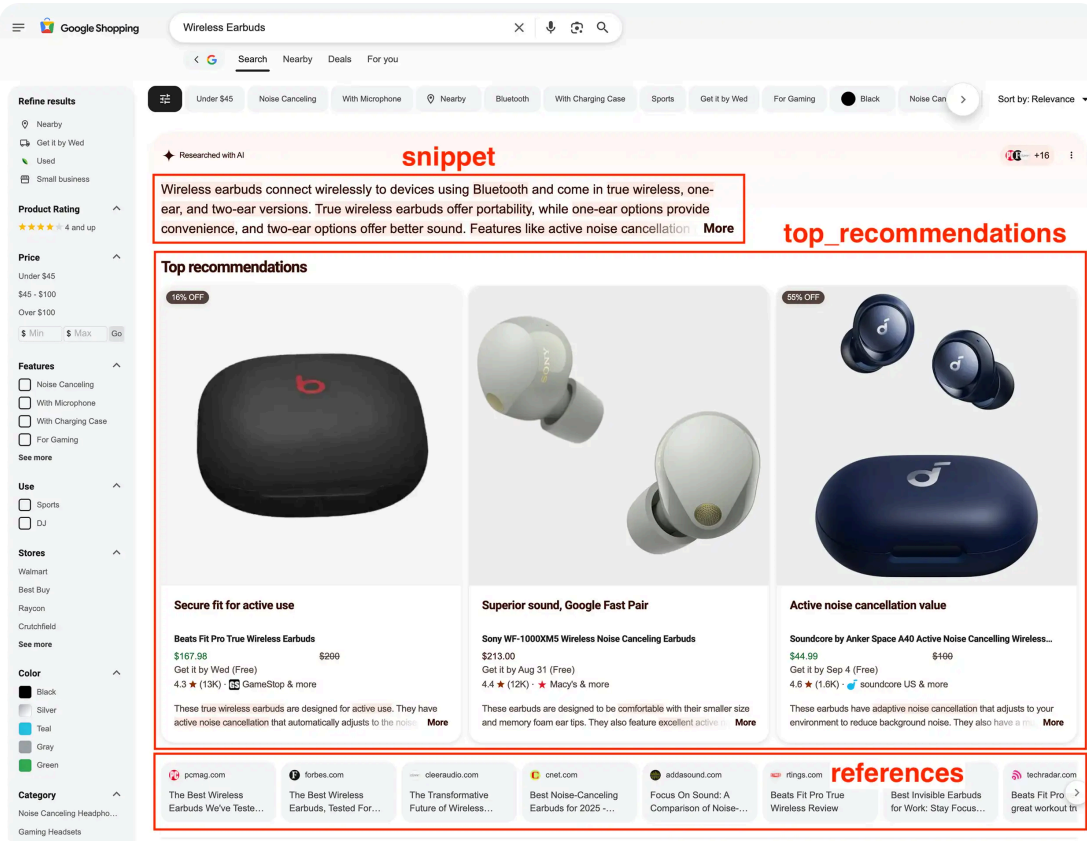 Google Shopping
Wireless Earbuds
Search
Nearby
Deals
For you
Refine results
Nearby
Get it by Wed
Used
Small business
Product Rating
4 and up
Price
Under $45
$45 - $100
Over $100
$ Min $ Max Go
Features
Noise Canceling
With Microphone
With Charging Case
For Gaming
See more
Use
Sports
DJ
Stores
Walmart
Best Buy
Raycon
Crutchfield
See more
Color
Black
Silver
Teal
Gray
Green
Category
Noise Canceling Headpho...
Gaming Headsets
Under $45
Noise Canceling
With Microphone
Nearby
Bluetooth
With Charging Case
Sports
Get it by Wed
For Gaming
Black
Noise Can
Sort by: Relevance
Researched with AI
snippet
+16
Wireless earbuds connect wirelessly to devices using Bluetooth and come in true wireless, one-
ear, and two-ear versions. True wireless earbuds offer portability, while one-ear options provide
convenience, and two-ear options offer better sound. Features like active noise cancellation More
top_recommendations
Top recommendations
16% OFF
Secure fit for active use
Beats Fit Pro True Wireless Earbuds
$167.98 $200
Get it by Wed (Free)
4.3 ★ (13K) · GS GameStop & more
These true wireless earbuds are designed for active use. They have
active noise cancellation that automatically adjusts to the noise More
SONY
Superior sound, Google Fast Pair
Sony WF-1000XM5 Wireless Noise Canceling Earbuds
$213.00
Get it by Aug 31 (Free)
4.4 ★ (12K) · ★ Macy's & more
These earbuds are designed to be comfortable with their smaller size
and memory foam ear tips. They also feature excellent active More
55% OFF
Active noise cancellation value
Soundcore by Anker Space A40 Active Noise Cancelling Wireless...
$44.99 $100
Get it by Sep 4 (Free)
4.6 ★ (1.6K) · soundcore US & more
These earbuds have adaptive noise cancellation that adjusts to your
environment to reduce background noise. They also have a More
references
pcmag.com
The Best Wireless
Earbuds We've Teste...
forbes.com
The Best Wireless
Earbuds, Tested For...
cleeraudio.com
The Transformative
Future of Wireless...
cnet.com
Best Noise-Canceling
Earbuds for 2025 -...
addasound.com
Focus On Sound: A
Comparison of Noise-...
rtings.com
Beats Fit Pro True
Wireless Review
Best Invisible Earbuds
for Work: Stay Focus...
techradar.com
Beats Fit Pro
great workout